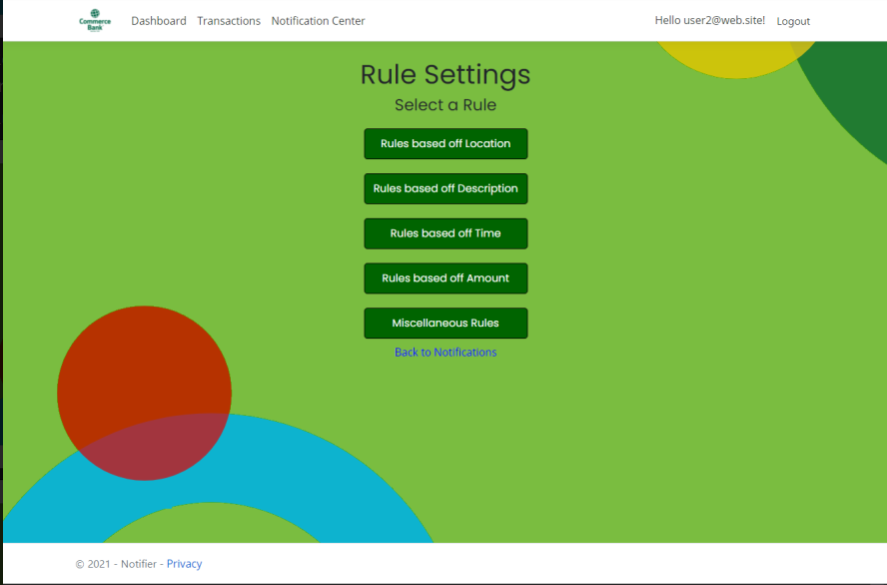 Commerce
Bank
Dashboard Transactions Notification Center Hello user2@web.site! Logout
Rule Settings
Select a Rule
Rules based off Location
Rules based off Description
Rules based off Time
Rules based off Amount
Miscellaneous Rules
Back to Notifications
© 2021 - Notifier - Privacy